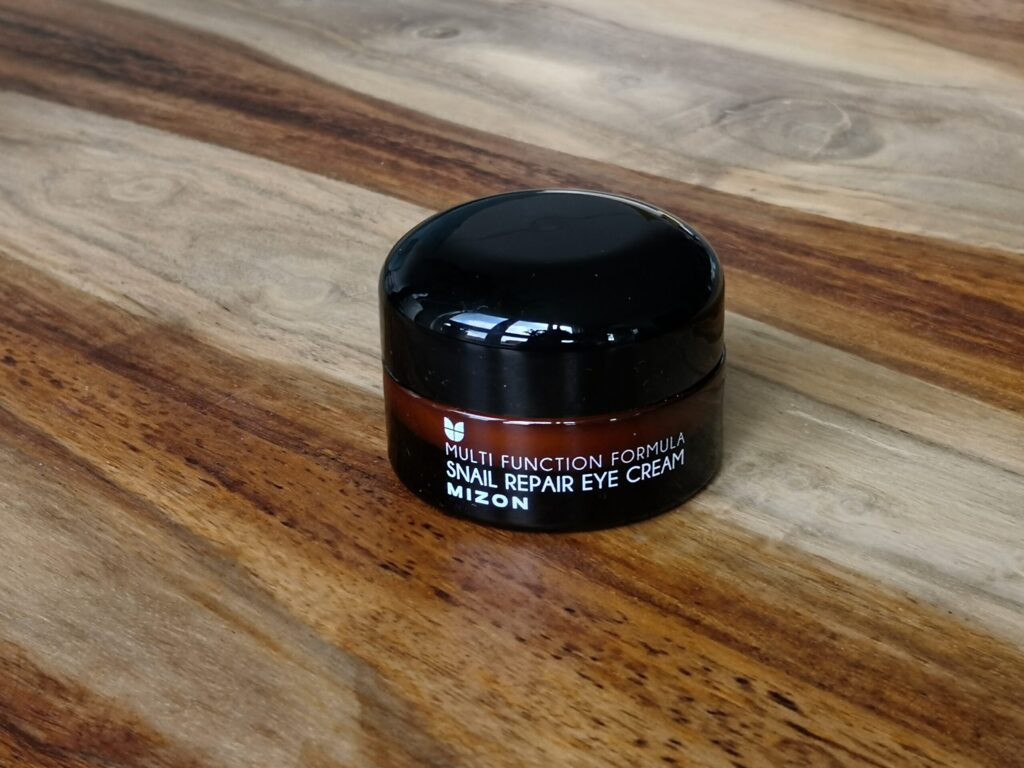 MULTI FUNCTION FORMULA
SNAIL REPAIR EYE CREAM
MIZON